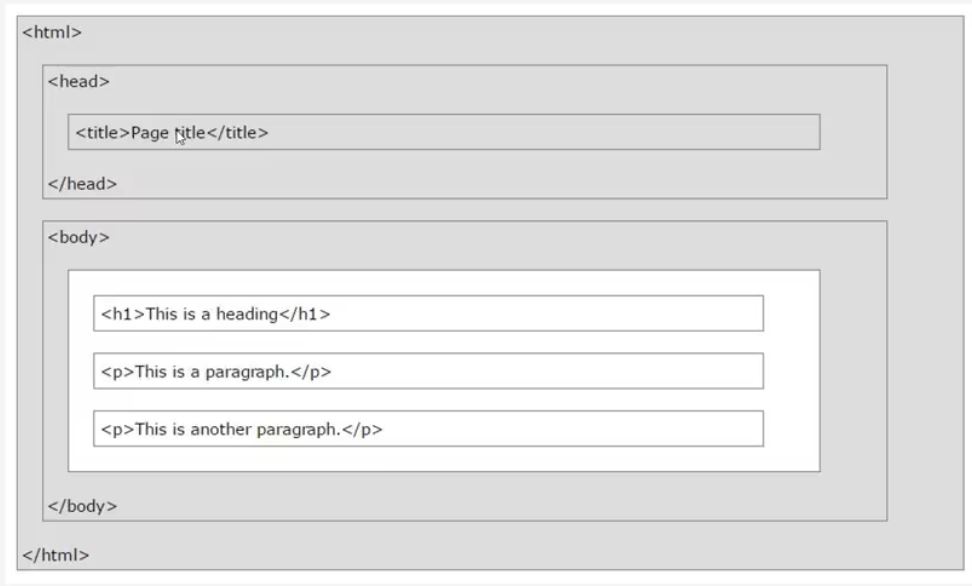 <html>
<head>
<title>Page title</title>
</head>
<body>
<h1>This is a heading</h1>
<p>This is a paragraph.</p>
<p>This is another paragraph.</p>
</body>
</html>